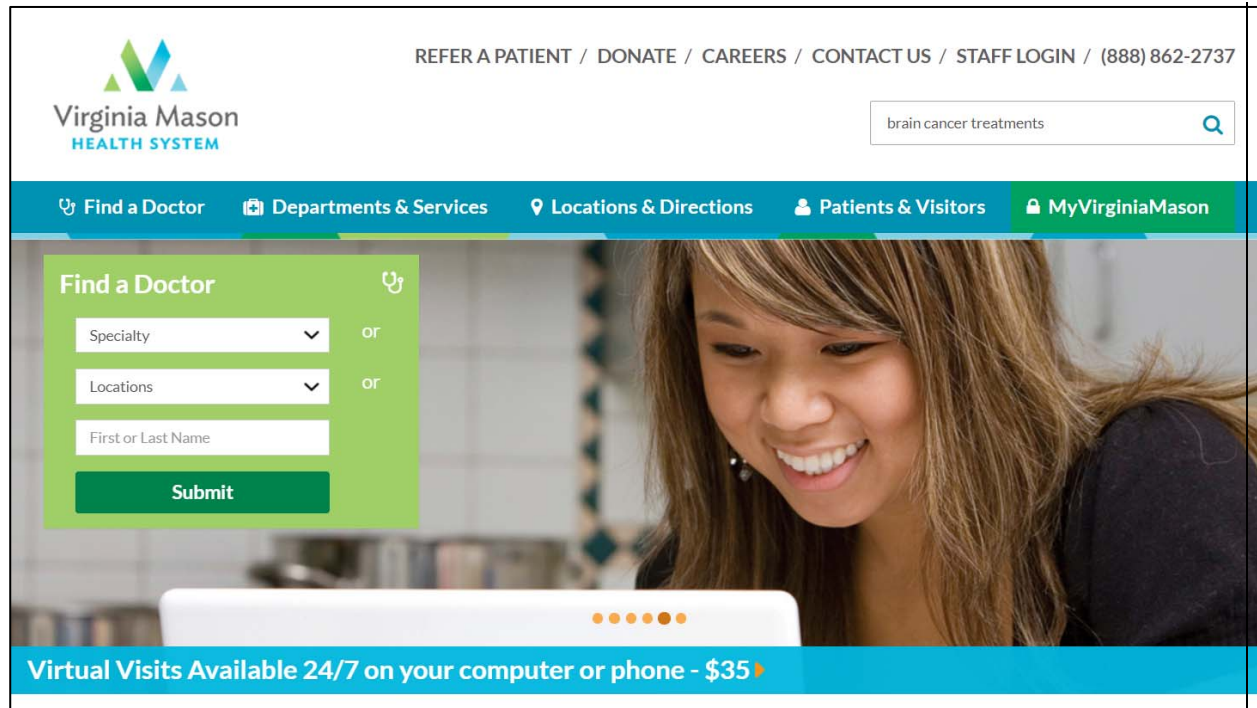 REFER A PATIENT / DONATE / CAREERS / CONTACT US / STAFF LOGIN / (888) 862-2737
Virginia Mason
HEALTH SYSTEM
brain cancer treatments
Find a Doctor Departments & Services Locations & Directions Patients & Visitors MyVirginiaMason
Find a Doctor
Specialty or
Locations or
First or Last Name
Submit
Virtual Visits Available 24/7 on your computer or phone - $35